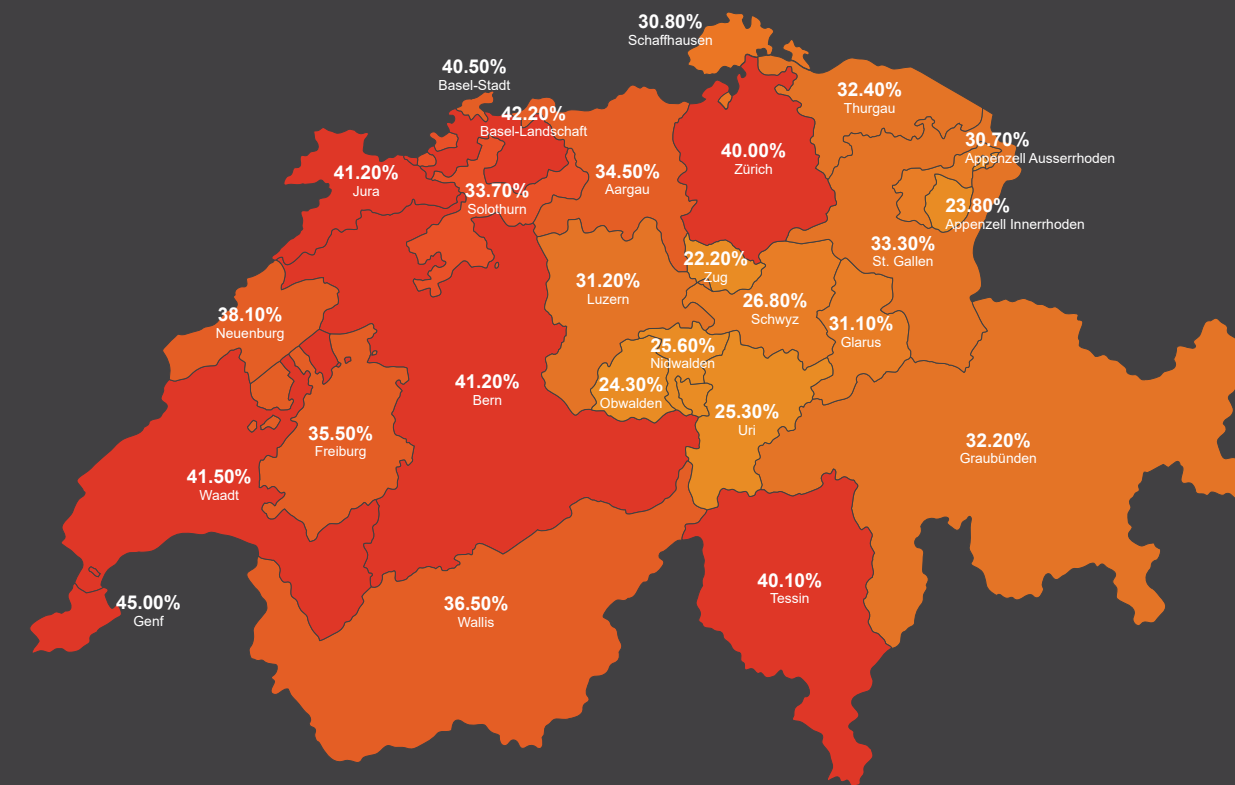 30.80%
Schaffhausen
40.50%
Basel-Stadt
32.40%
Thurgau
42.20%
Basel-Landschaft
30.70%
Appenzell Ausserrhoden
40.00%
Zürich
41.20%
Jura
34.50%
Aargau
33.70%
Solothurn
23.80%
Appenzell Innerrhoden
33.30%
St. Gallen
22.20%
Zug
31.20%
Luzern
26.80%
Schwyz
38.10%
Neuenburg
31.10%
Glarus
25.60%
Nidwalden
41.20%
Bern
24.30%
Obwalden
25.30%
Uri
35.50%
Freiburg
32.20%
Graubünden
41.50%
Waadt
40.10%
Tessin
45.00%
Genf
36.50%
Wallis